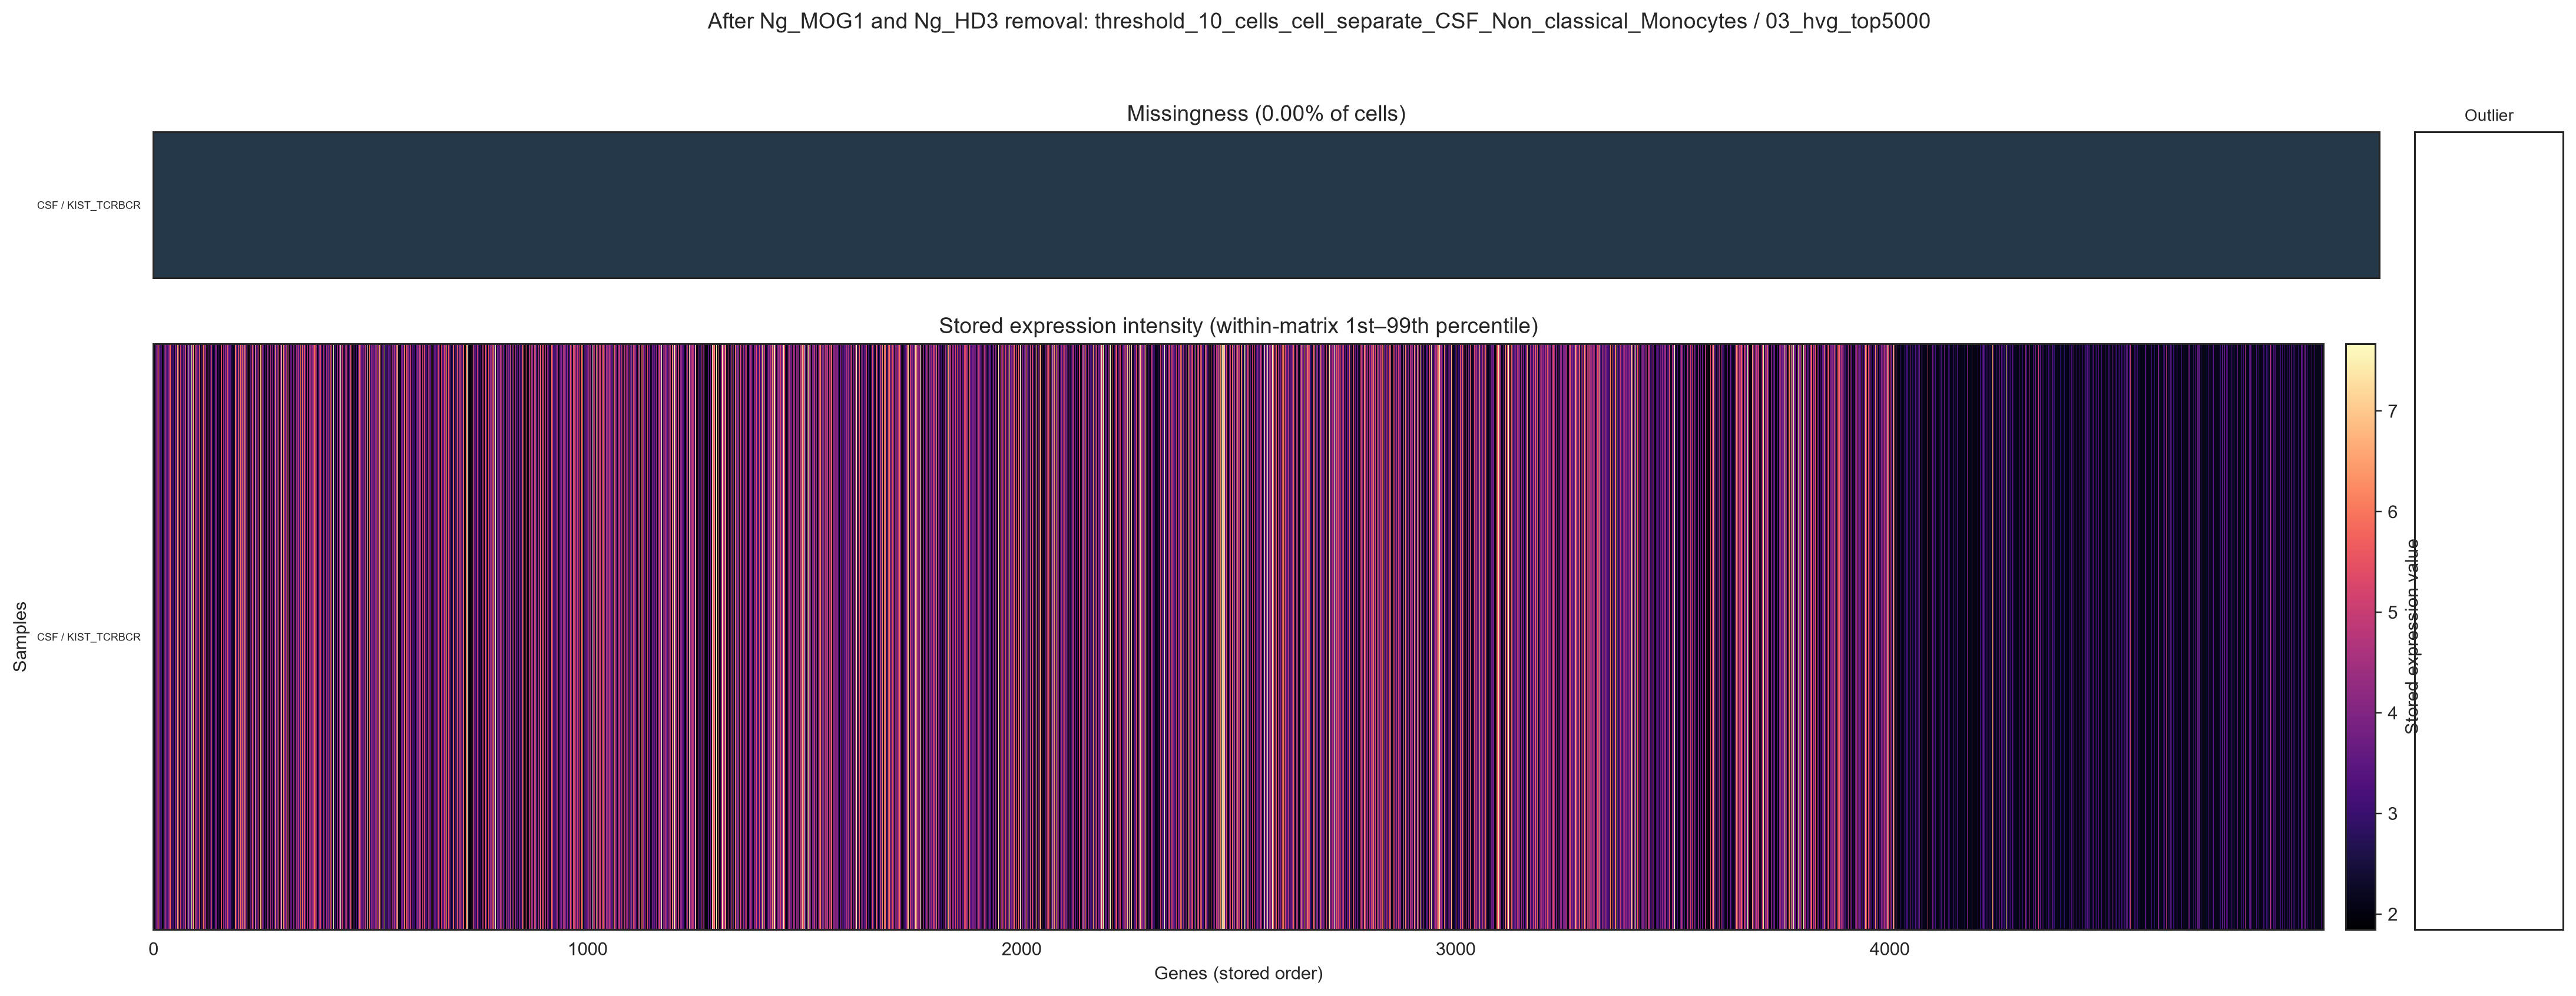 After Ng_MOG1 and Ng_HD3 removal: threshold_10_cells_cell_separate_CSF_Non_classical_Monocytes / 03_hvg_top5000
Missingness (0.00% of cells)
Outlier
CSF / KIST_TCRBCR
Stored expression intensity (within-matrix 1st–99th percentile)
Samples
CSF / KIST_TCRBCR
7
6
5
4
3
2
Stored expression value
0
1000
2000
3000
4000
Genes (stored order)